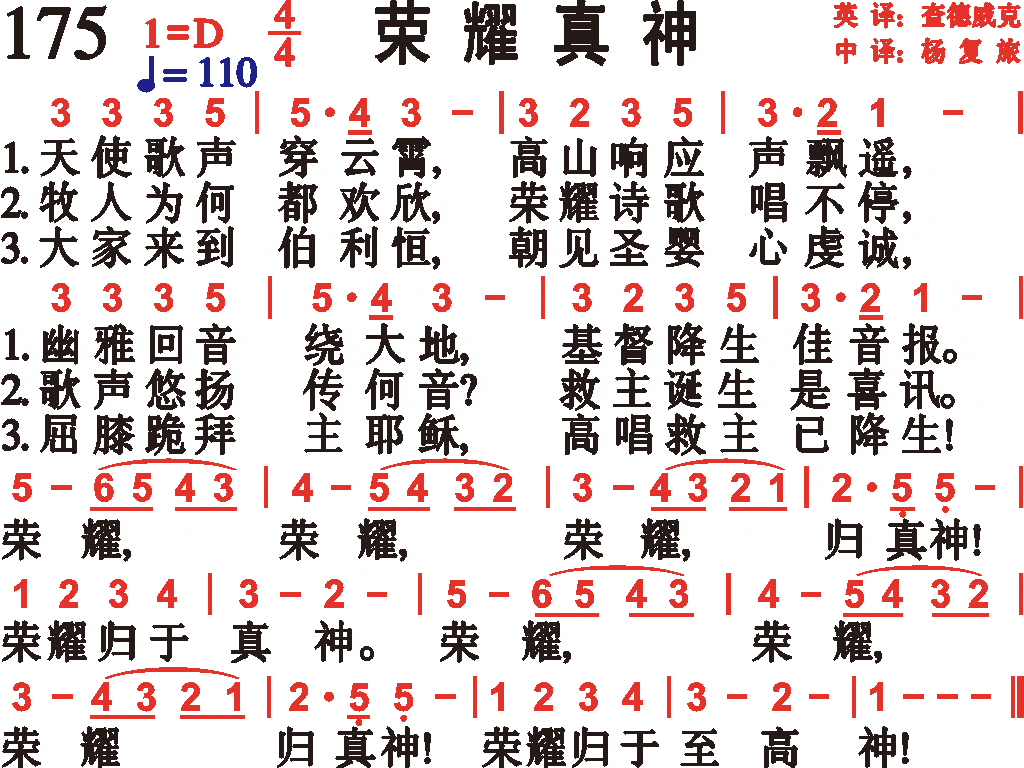 175 1=D 4/4 荣耀真神 英译：查德威克
♩=110 中译：杨复旅
3 3 3 5 | 5·4 3 - | 3 2 3 5 | 3·2 1 - |
1.天使歌声 穿云霄, 高山响应 声飘遥,
2.牧人为何 都欢欣, 荣耀诗歌 唱不停,
3.大家来到 伯利恒, 朝见圣婴 心虔诚,
3 3 3 5 | 5·4 3 - | 3 2 3 5 | 3·2 1 - |
1.幽雅回音 绕大地, 基督降生 佳音报。
2.歌声悠扬 传何音? 救主诞生 是喜讯。
3.屈膝跪拜 主耶稣, 高唱救主 已降生!
5 - 6 5 4 3 | 4 - 5 4 3 2 | 3 - 4 3 2 1 | 2·5 5 - |
荣耀, 荣耀, 荣耀, 归真神!
1 2 3 4 | 3 - 2 - | 5 - 6 5 4 3 | 4 - 5 4 3 2 |
荣耀归于真神。 荣耀, 荣耀,
3 - 4 3 2 1 | 2·5 5 - | 1 2 3 4 | 3 - 2 - | 1 - - - ‖
荣耀 归真神! 荣耀归于至高神!